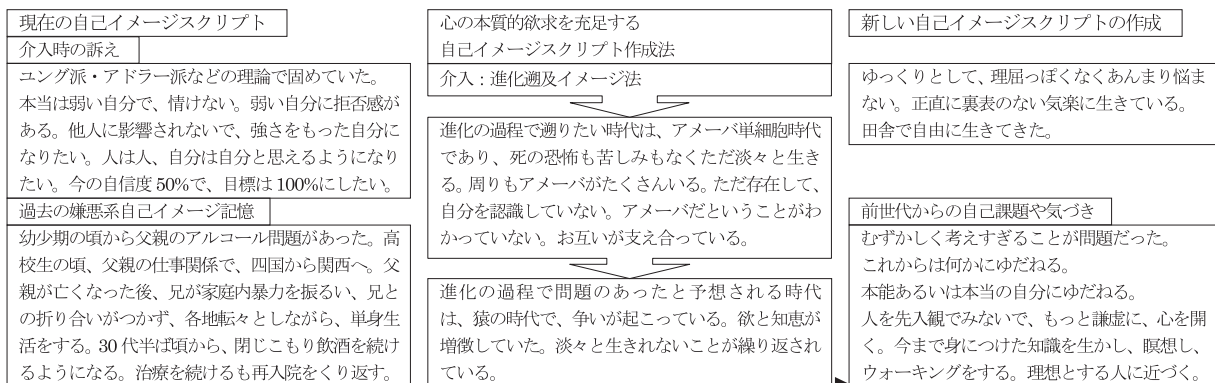 現在の自己イメージスクリプト
介入時の訴え
ユング派・アドラー派などの理論で固めていた。
本当は弱い自分で、情けない。弱い自分に拒否感が
ある。他人に影響されないで、強さをもった自分に
なりたい。人は人、自分は自分と思えるようになり
たい。今の自信度 50%で、目標は 100%にしたい。
過去の嫌悪系自己イメージ記憶
幼少期の頃から父親のアルコール問題があった。高
校生の頃、父親の仕事関係で、四国から関西へ。父
親が亡くなった後、兄が家庭内暴力を振るい、兄と
の折り合いがつかず、各地転々としながら、単身生
活をする。30 代半ば頃から、閉じこもり飲酒を続け
るようになる。治療を続けるも再入院をくり返す。
心の本質的欲求を充足する
自己イメージスクリプト作成法
介入：進化遡及イメージ法
進化の過程で遡りたい時代は、アメーバ単細胞時代
であり、死の恐怖も苦しみもなくただ淡々と生き
る。周りもアメーバがたくさんいる。ただ存在して、
自分を認識していない。アメーバだということがわ
かっていない。お互いが支え合っている。
進化の過程で問題のあったと予想される時代
は、猿の時代で、争いが起こっている。欲と知恵が
増徴していた。淡々と生きれないことが繰り返され
ている。
新しい自己イメージスクリプトの作成
ゆっくりとして、理屈っぽくなくあんまり悩ま
ない。正直に裏表のない気楽に生きている。
田舎で自由に生きてきた。
前世代からの自己課題や気づき
むずかしく考えすぎることが問題だった。
これからは何かにゆだねる。
本能あるいは本当の自分にゆだねる。
人を先入観でみないで、もっと謙虚に、心を開
く。今まで身につけた知識を生かし、瞑想し、
ウォーキングをする。理想とする人に近づく。